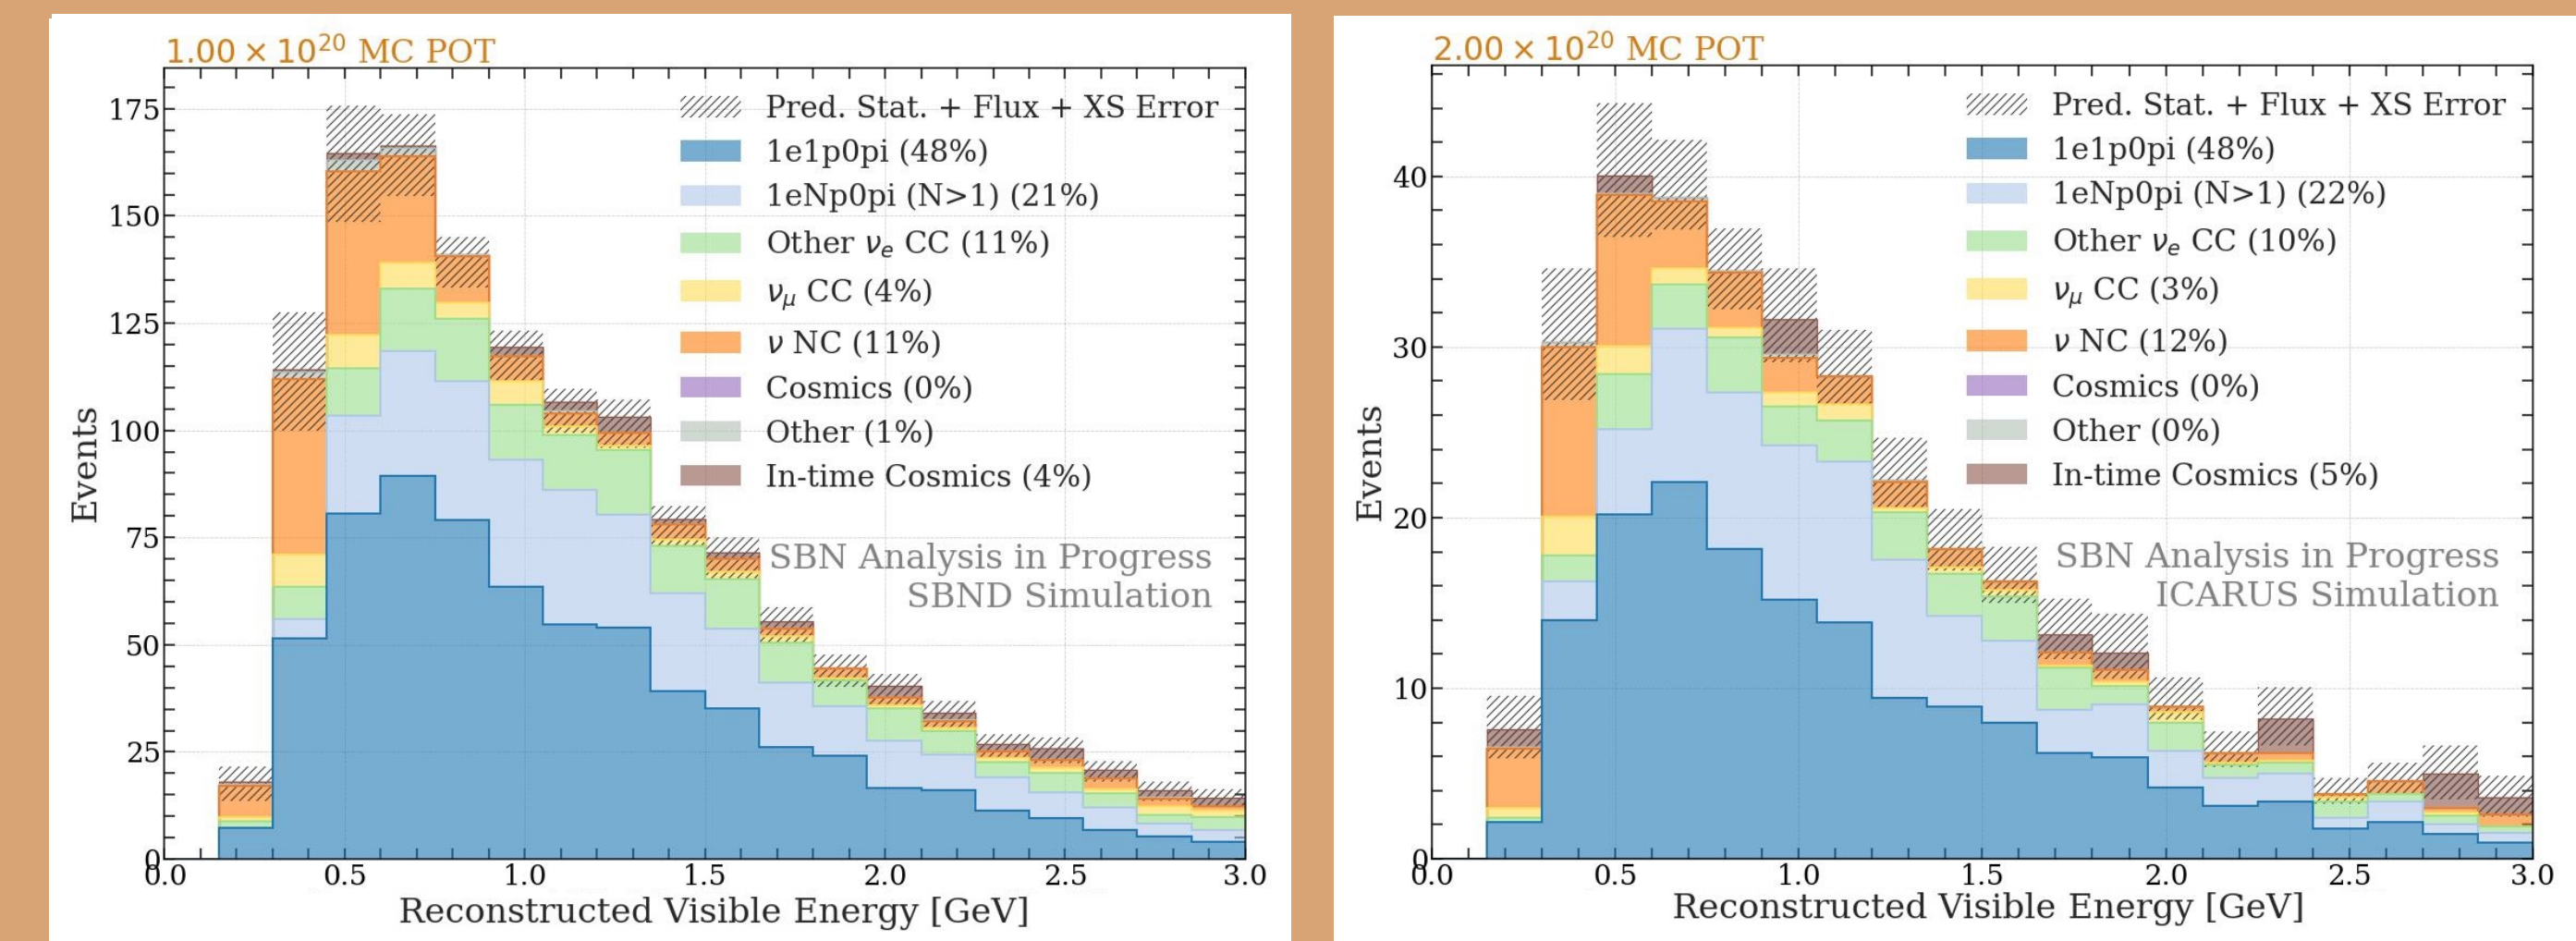 1.00 × 10²⁰ MC POT
175
150
125
100
75
50
25
0
Events
Pred. Stat. + Flux + XS Error
1e1p0pi (48%)
1eNp0pi (N>1) (21%)
Other νₑ CC (11%)
ν_μ CC (4%)
ν NC (11%)
Cosmics (0%)
Other (1%)
In-time Cosmics (4%)
SBN Analysis in Progress
SBND Simulation
0.0 0.5 1.0 1.5 2.0 2.5 3.0
Reconstructed Visible Energy [GeV]
2.00 × 10²⁰ MC POT
40
30
20
10
0
Events
Pred. Stat. + Flux + XS Error
1e1p0pi (48%)
1eNp0pi (N>1) (22%)
Other νₑ CC (10%)
ν_μ CC (3%)
ν NC (12%)
Cosmics (0%)
Other (0%)
In-time Cosmics (5%)
SBN Analysis in Progress
ICARUS Simulation
0.0 0.5 1.0 1.5 2.0 2.5 3.0
Reconstructed Visible Energy [GeV]